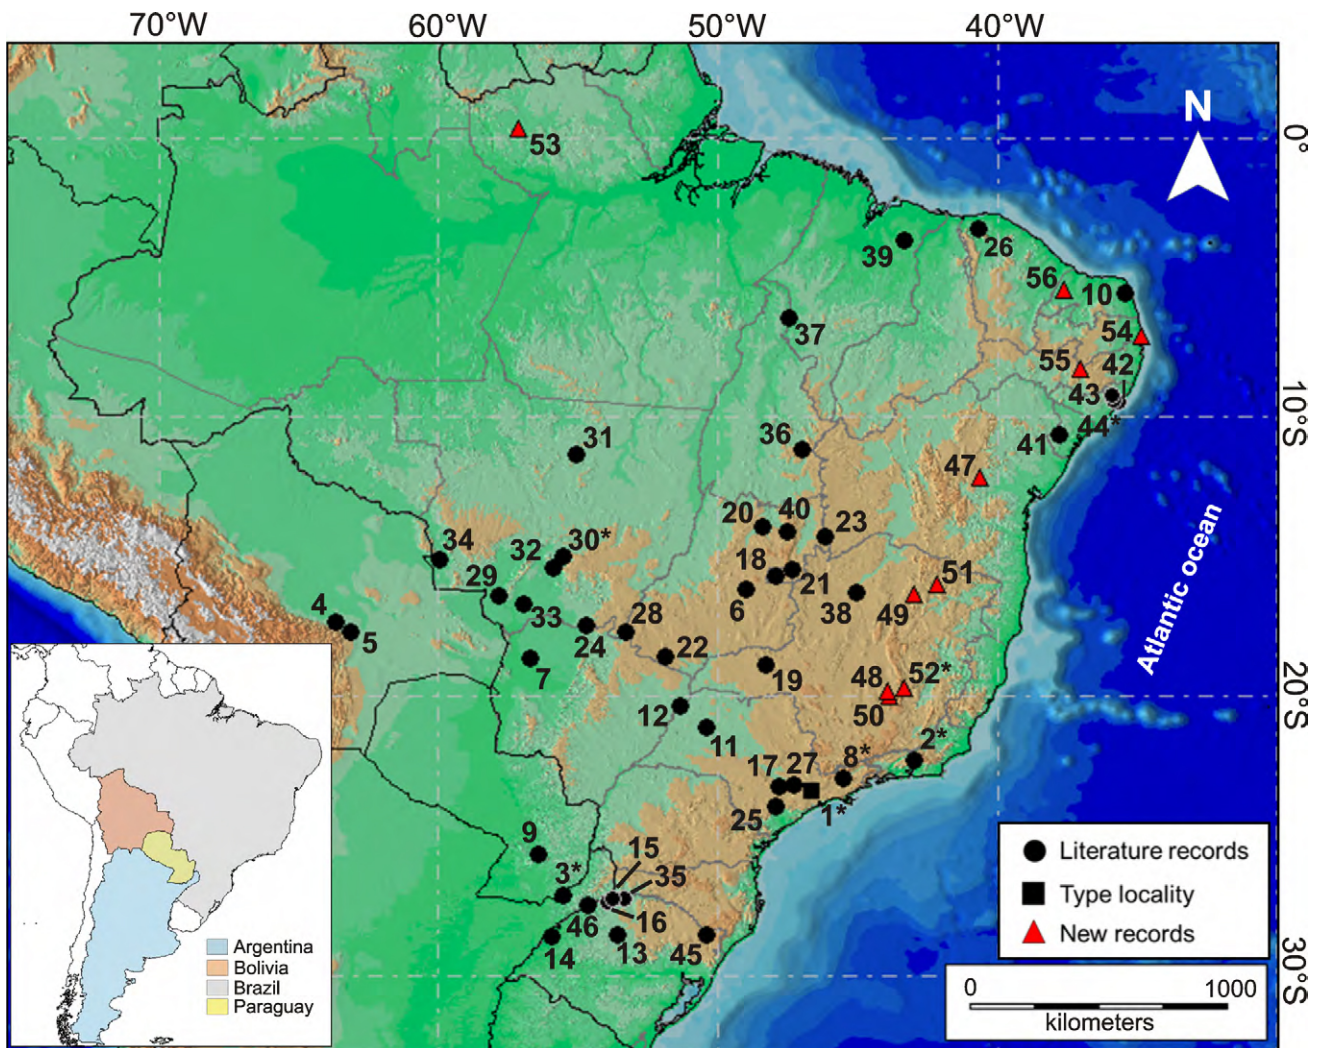 70°W 60°W 50°W 40°W
N
53
0°
39 26
56 10
37 54
55 42
43
44*
10°S
31 36 41
47
20 40 23
34 32 30*
18 21 51
29 33 6 38 49
4 5 24 28
7 22 19 48 52*
50
20°S
12 11
2*
17 27 8*
25 1*
9 15
3* 35
46 16
14 13 45
30°S
Atlantic ocean
Literature records
Type locality
New records
0 1000
kilometers
Argentina
Bolivia
Brazil
Paraguay